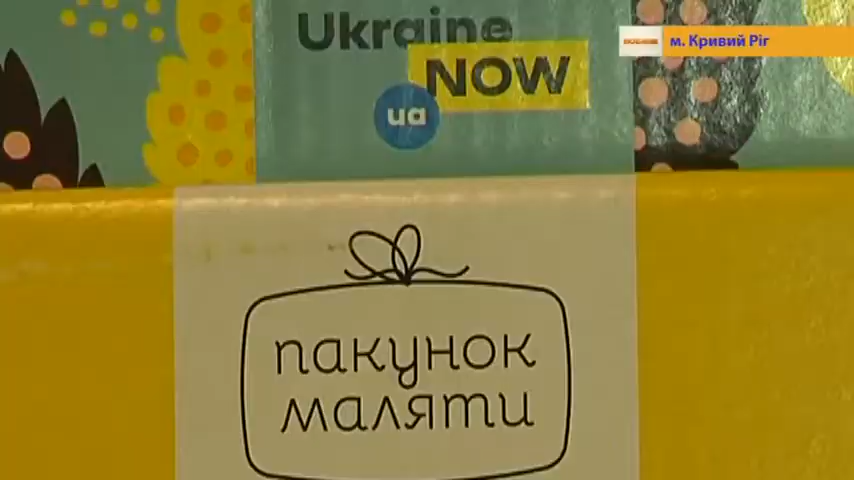 Ukraine
NOW
ua
м. Кривий Ріг
пакунок
маляти